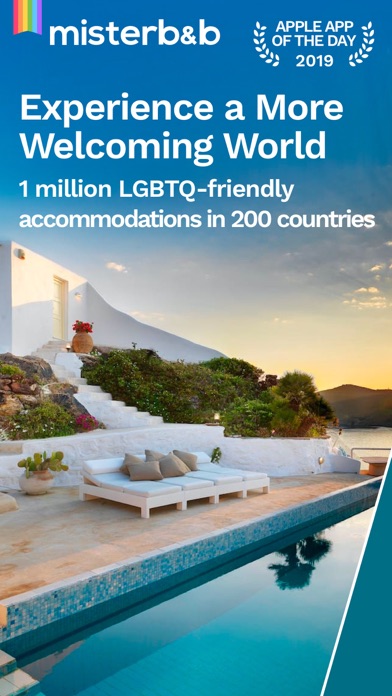 misterb&b
APPLE APP
OF THE DAY
2019
Experience a More
Welcoming World
1 million LGBTQ-friendly
accommodations in 200 countries